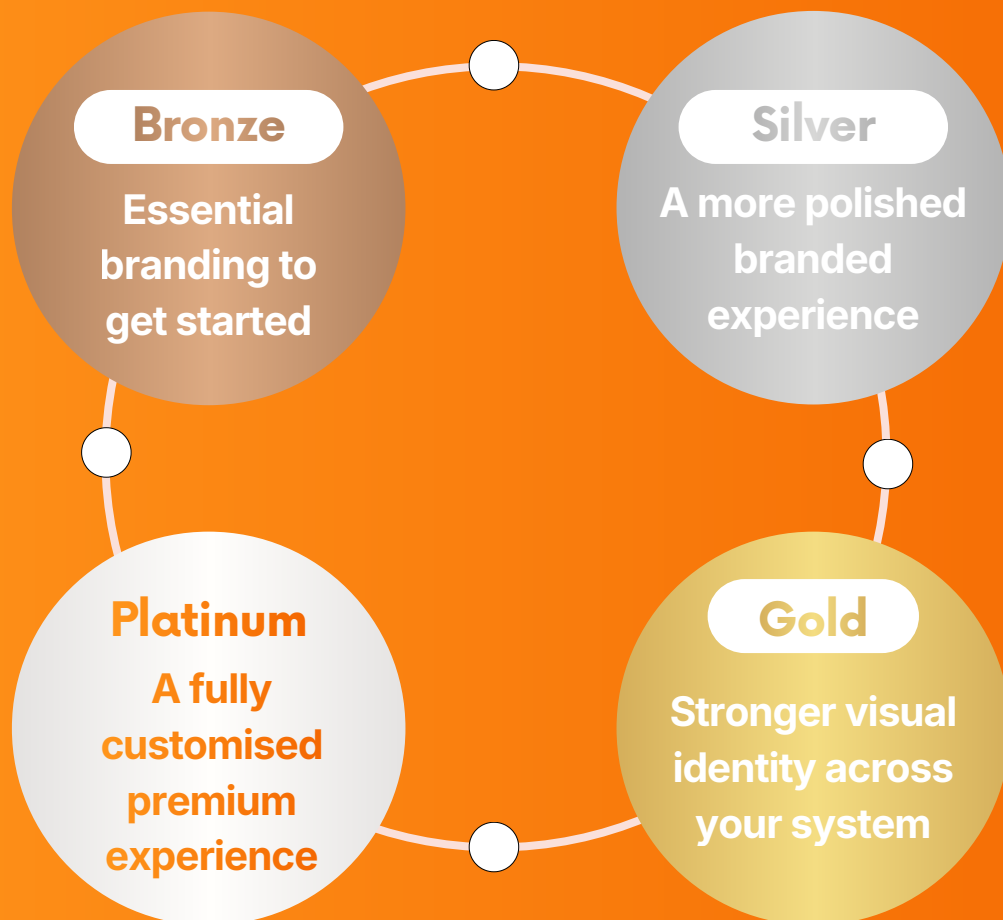 Bronze
Essential
branding to
get started
Silver
A more polished
branded
experience
Platinum
A fully
customised
premium
experience
Gold
Stronger visual
identity across
your system